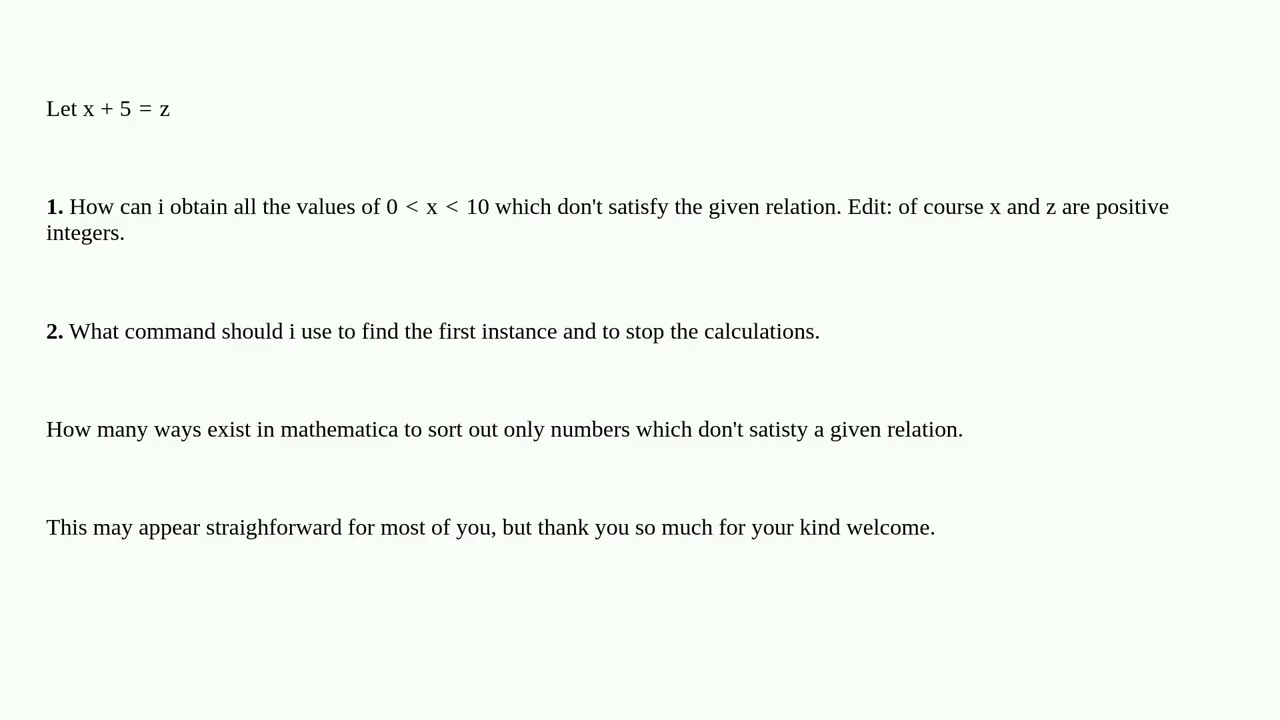 Let x + 5 = z
1. How can i obtain all the values of 0 < x < 10 which don't satisfy the given relation. Edit: of course x and z are positive
integers.
2. What command should i use to find the first instance and to stop the calculations.
How many ways exist in mathematica to sort out only numbers which don't satisty a given relation.
This may appear straighforward for most of you, but thank you so much for your kind welcome.